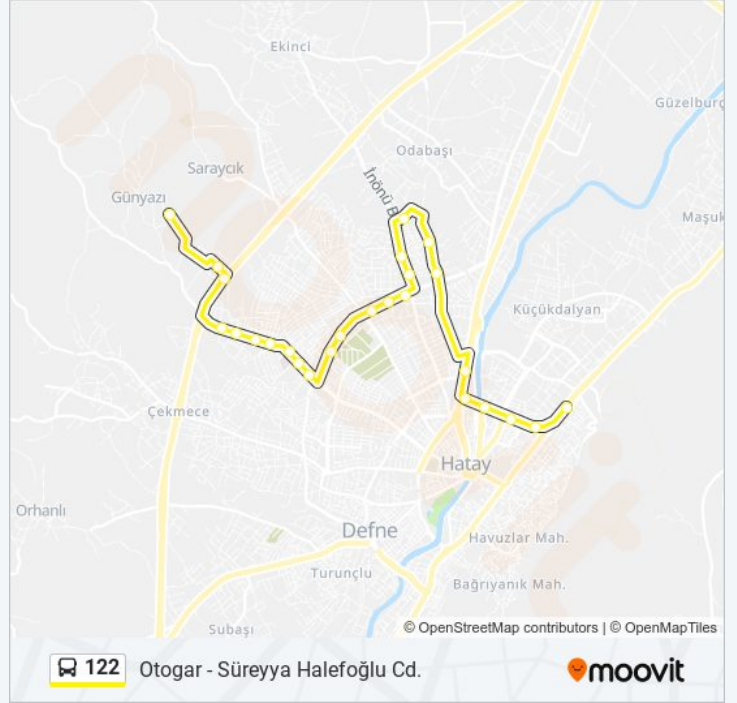 Ekinci
Güzelburç
Odabaşı
Saraycık
İnönü B
Günyazı
Maşuk
Küçükdalyan
Çekmece
Hatay
Orhanlı
Defne
Havuzlar Mah.
Turunçlu
Bağrıyanık Mah.
Subaşı
© OpenStreetMap contributors | © OpenMapTiles
122 Otogar - Süreyya Halefoğlu Cd.
moovit